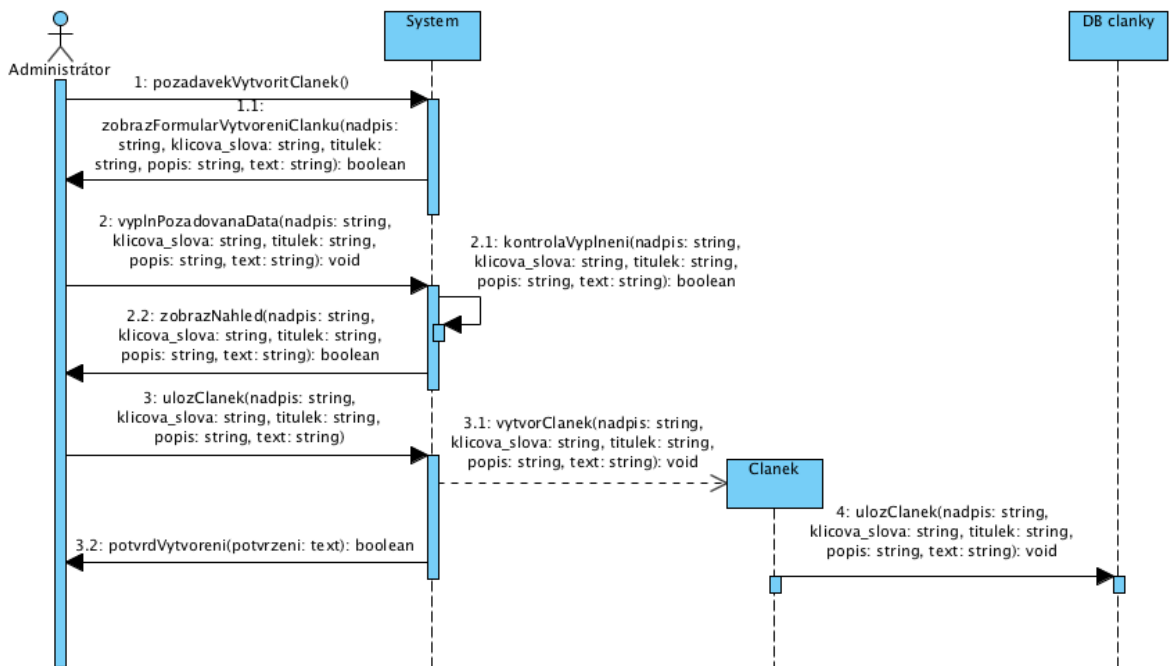 System
DB clanky
Administrátor
1: pozadavekVytvoritClanek()
1.1:
zobrazFormularVytvoreniClanku(nadpis:
string, klicova_slova: string, titulek:
string, popis: string, text: string): boolean
2: vyplnPozadovanaData(nadpis: string,
klicova_slova: string, titulek: string,
popis: string, text: string): void
2.1: kontrolaVyplneni(nadpis: string,
klicova_slova: string, titulek: string,
popis: string, text: string): boolean
2.2: zobrazNahled(nadpis: string,
klicova_slova: string, titulek: string,
popis: string, text: string): boolean
3: ulozClanek(nadpis: string,
klicova_slova: string, titulek: string,
popis: string, text: string)
3.1: vytvorClanek(nadpis: string,
klicova_slova: string, titulek: string,
popis: string, text: string): void
Clanek
4: ulozClanek(nadpis: string,
klicova_slova: string, titulek: string,
popis: string, text: string): void
3.2: potvrdVytvoreni(potvrzeni: text): boolean